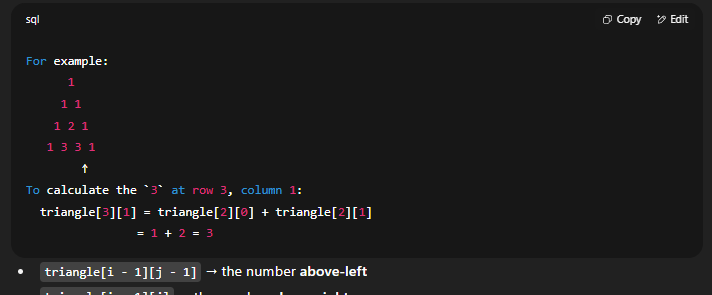 sql
Copy
Edit
For example:
1
1 1
1 2 1
1 3 3 1
↑
To calculate the `3` at row 3, column 1:
triangle[3][1] = triangle[2][0] + triangle[2][1]
= 1 + 2 = 3
triangle[i - 1][j - 1] → the number above-left